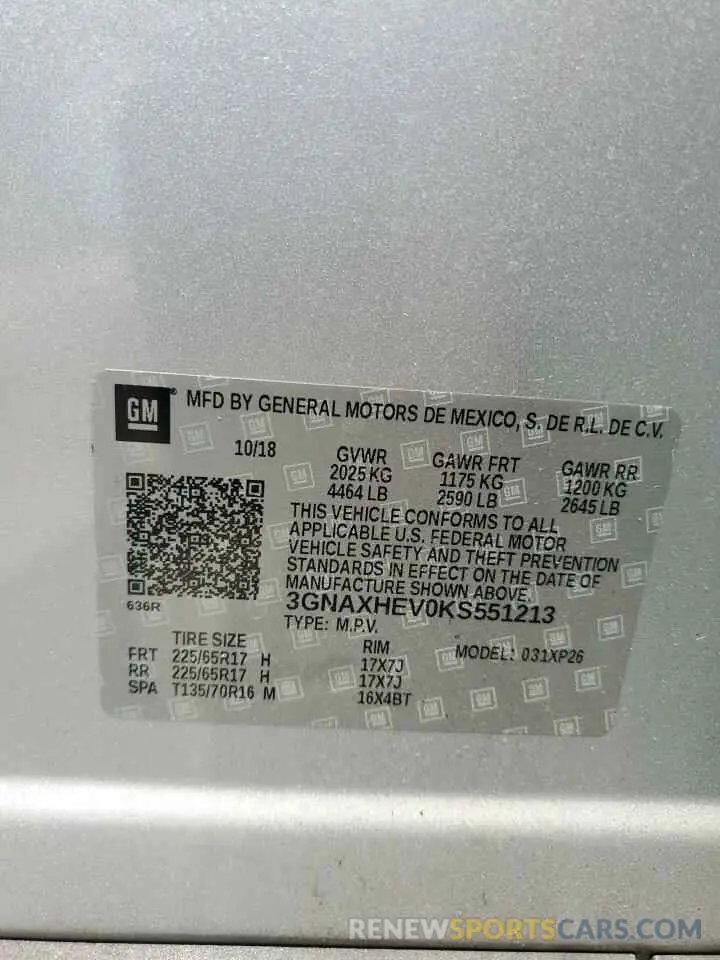 GM® MFD BY GENERAL MOTORS DE MEXICO, S. DE R.L. DE C.V.
10/18 GVWR GAWR FRT GAWR RR
2025 KG 1175 KG 1200 KG
4464 LB 2590 LB 2645 LB
THIS VEHICLE CONFORMS TO ALL
APPLICABLE U.S. FEDERAL MOTOR
VEHICLE SAFETY AND THEFT PREVENTION
STANDARDS IN EFFECT ON THE DATE OF
MANUFACTURE SHOWN ABOVE.
636R
3GNAXHEV0KS551213
TYPE: M.P.V.
TIRE SIZE RIM MODEL: 031XP26
FRT 225/65R17 H 17X7J
RR 225/65R17 H 17X7J
SPA T135/70R16 M 16X4BT
RENEWSPORTSCARS.COM